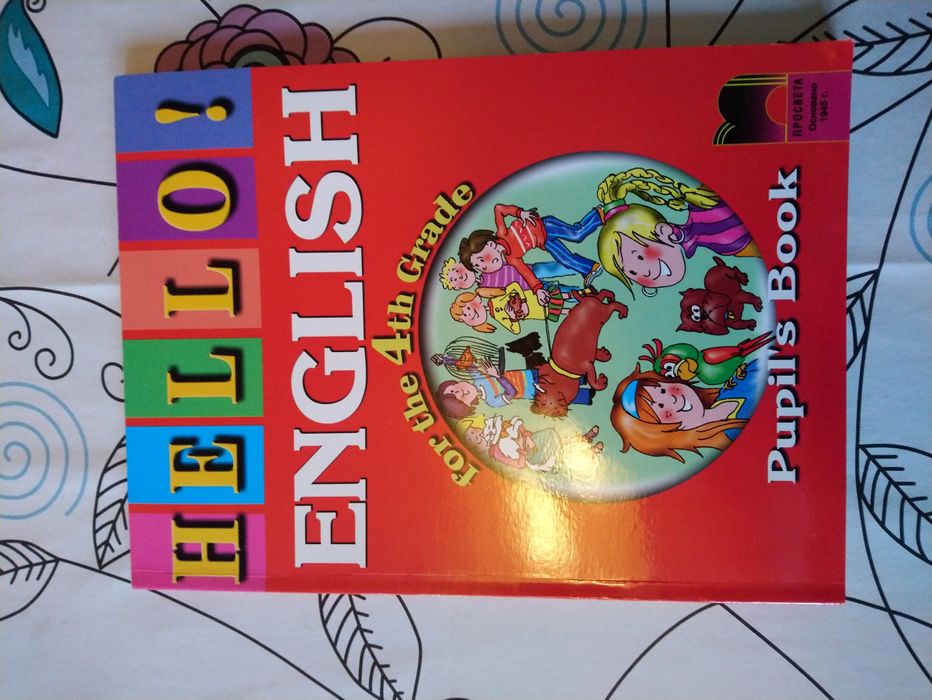 HELLO!
ENGLISH
for the 4th Grade
Pupil's Book
ПРОСВЕТА
Основано
1945 г.